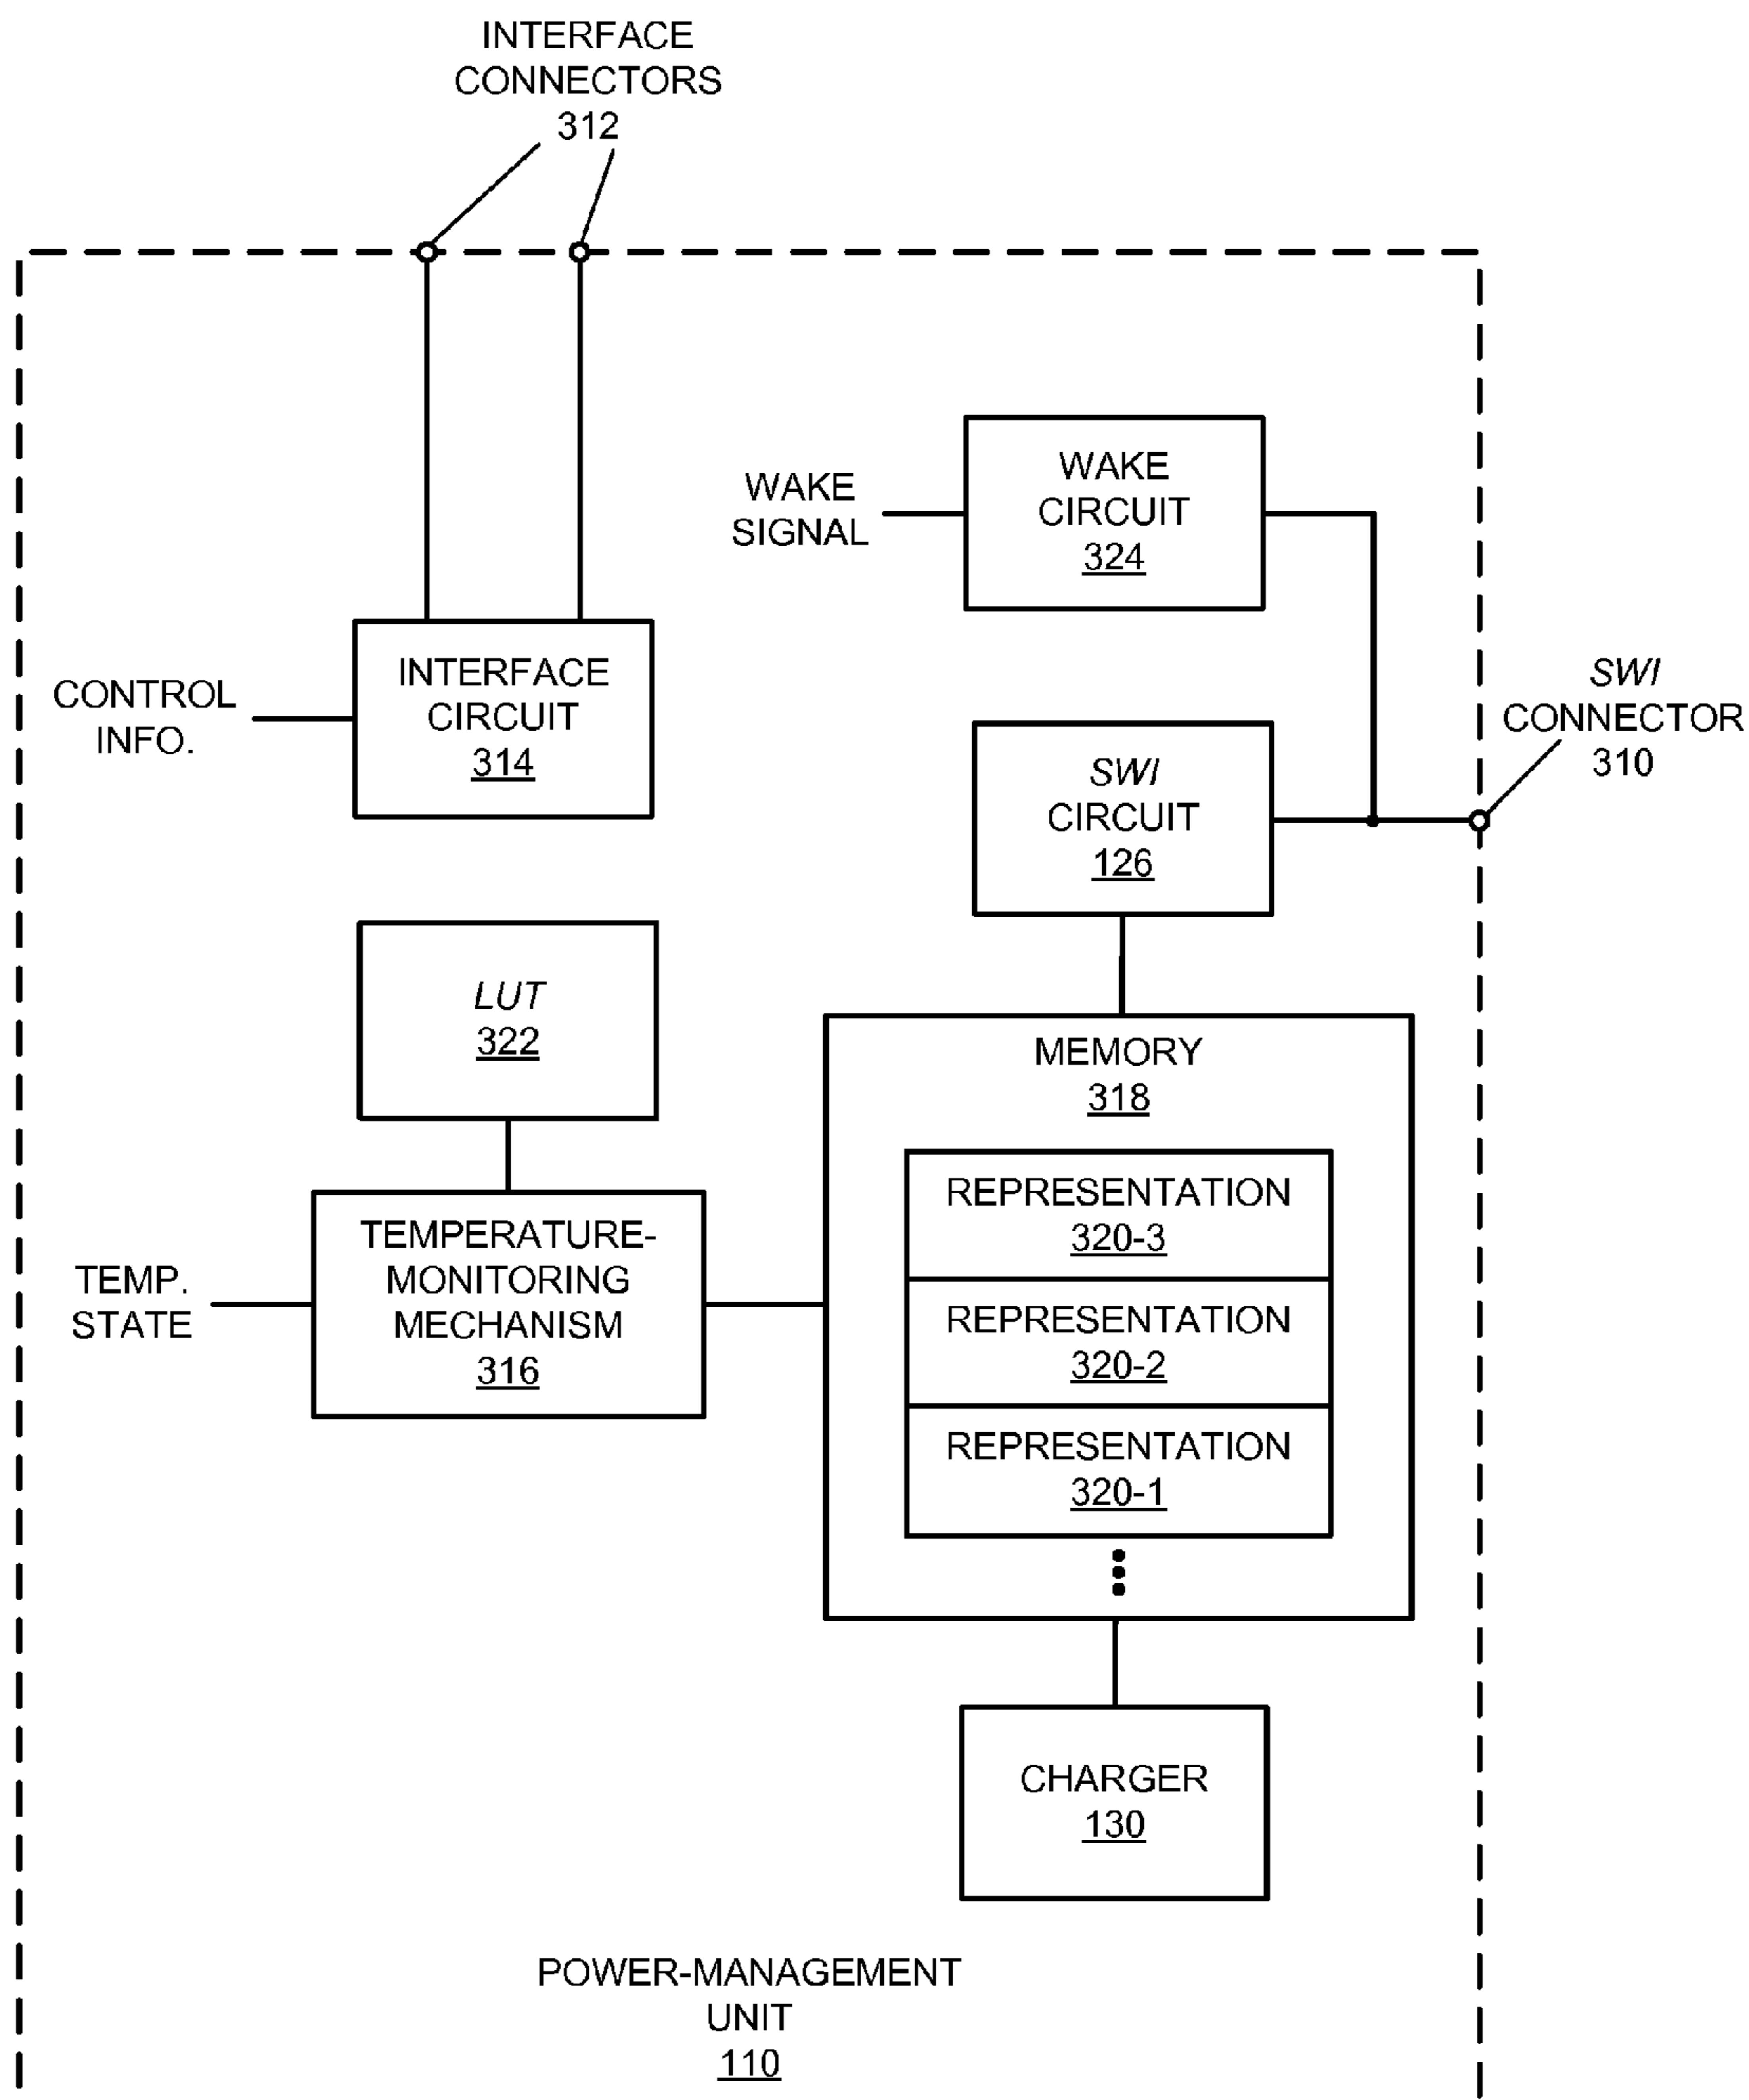 INTERFACE
CONNECTORS
312
WAKE
SIGNAL
WAKE
CIRCUIT
324
CONTROL
INFO.
INTERFACE
CIRCUIT
314
SWI
CONNECTOR
310
SWI
CIRCUIT
126
LUT
322
MEMORY
318
TEMP.
STATE
TEMPERATURE-
MONITORING
MECHANISM
316
REPRESENTATION
320-3
REPRESENTATION
320-2
REPRESENTATION
320-1
CHARGER
130
POWER-MANAGEMENT
UNIT
110